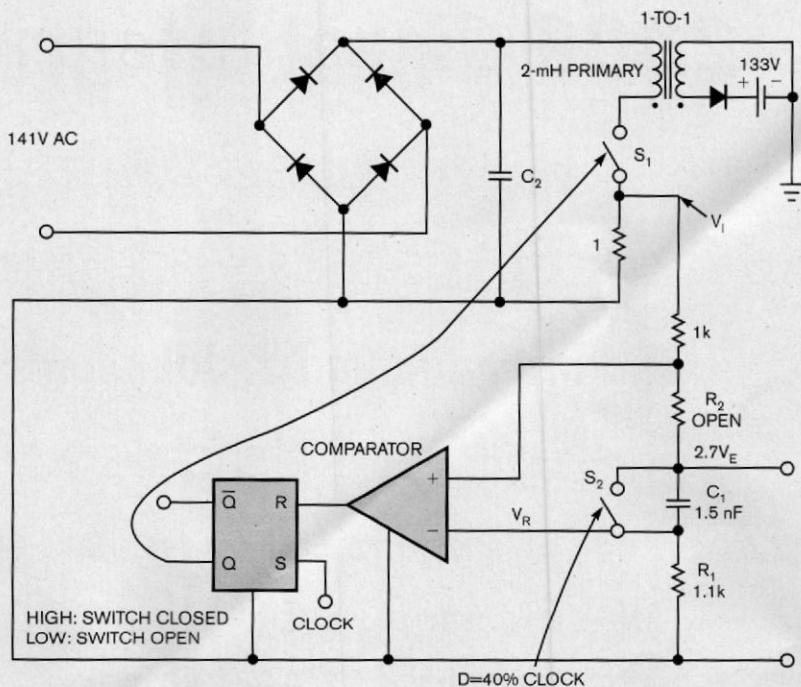 1-TO-1
2-mH PRIMARY
133V
+ −
141V AC
C2
S1
VI
1
1k
R2
OPEN
COMPARATOR
S2
2.7VE
C1
1.5 nF
+
−
VR
Q̅
R
Q
S
R1
1.1k
HIGH: SWITCH CLOSED
LOW: SWITCH OPEN
CLOCK
D=40% CLOCK